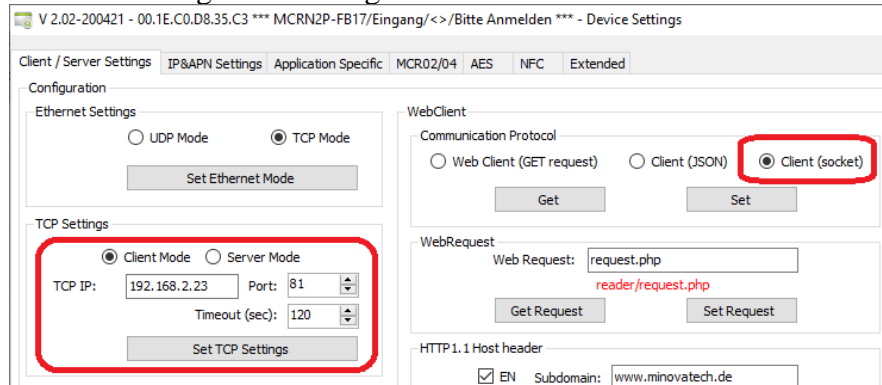 V 2.02-200421 - 00.1E.C0.D8.35.C3 *** MCRN2P-FB17/Eingang/<>/Bitte Anmelden *** - Device Settings
Client / Server Settings IP&APN Settings Application Specific MCR02/04 AES NFC Extended
Configuration
Ethernet Settings
UDP Mode TCP Mode
Set Ethernet Mode
TCP Settings
Client Mode Server Mode
TCP IP: 192.168.2.23 Port: 81
Timeout (sec): 120
Set TCP Settings
WebClient
Communication Protocol
Web Client (GET request) Client (JSON) Client (socket)
Get Set
WebRequest
Web Request: request.php
reader/request.php
Get Request Set Request
HTTP1.1 Host header
EN Subdomain: www.minovatech.de